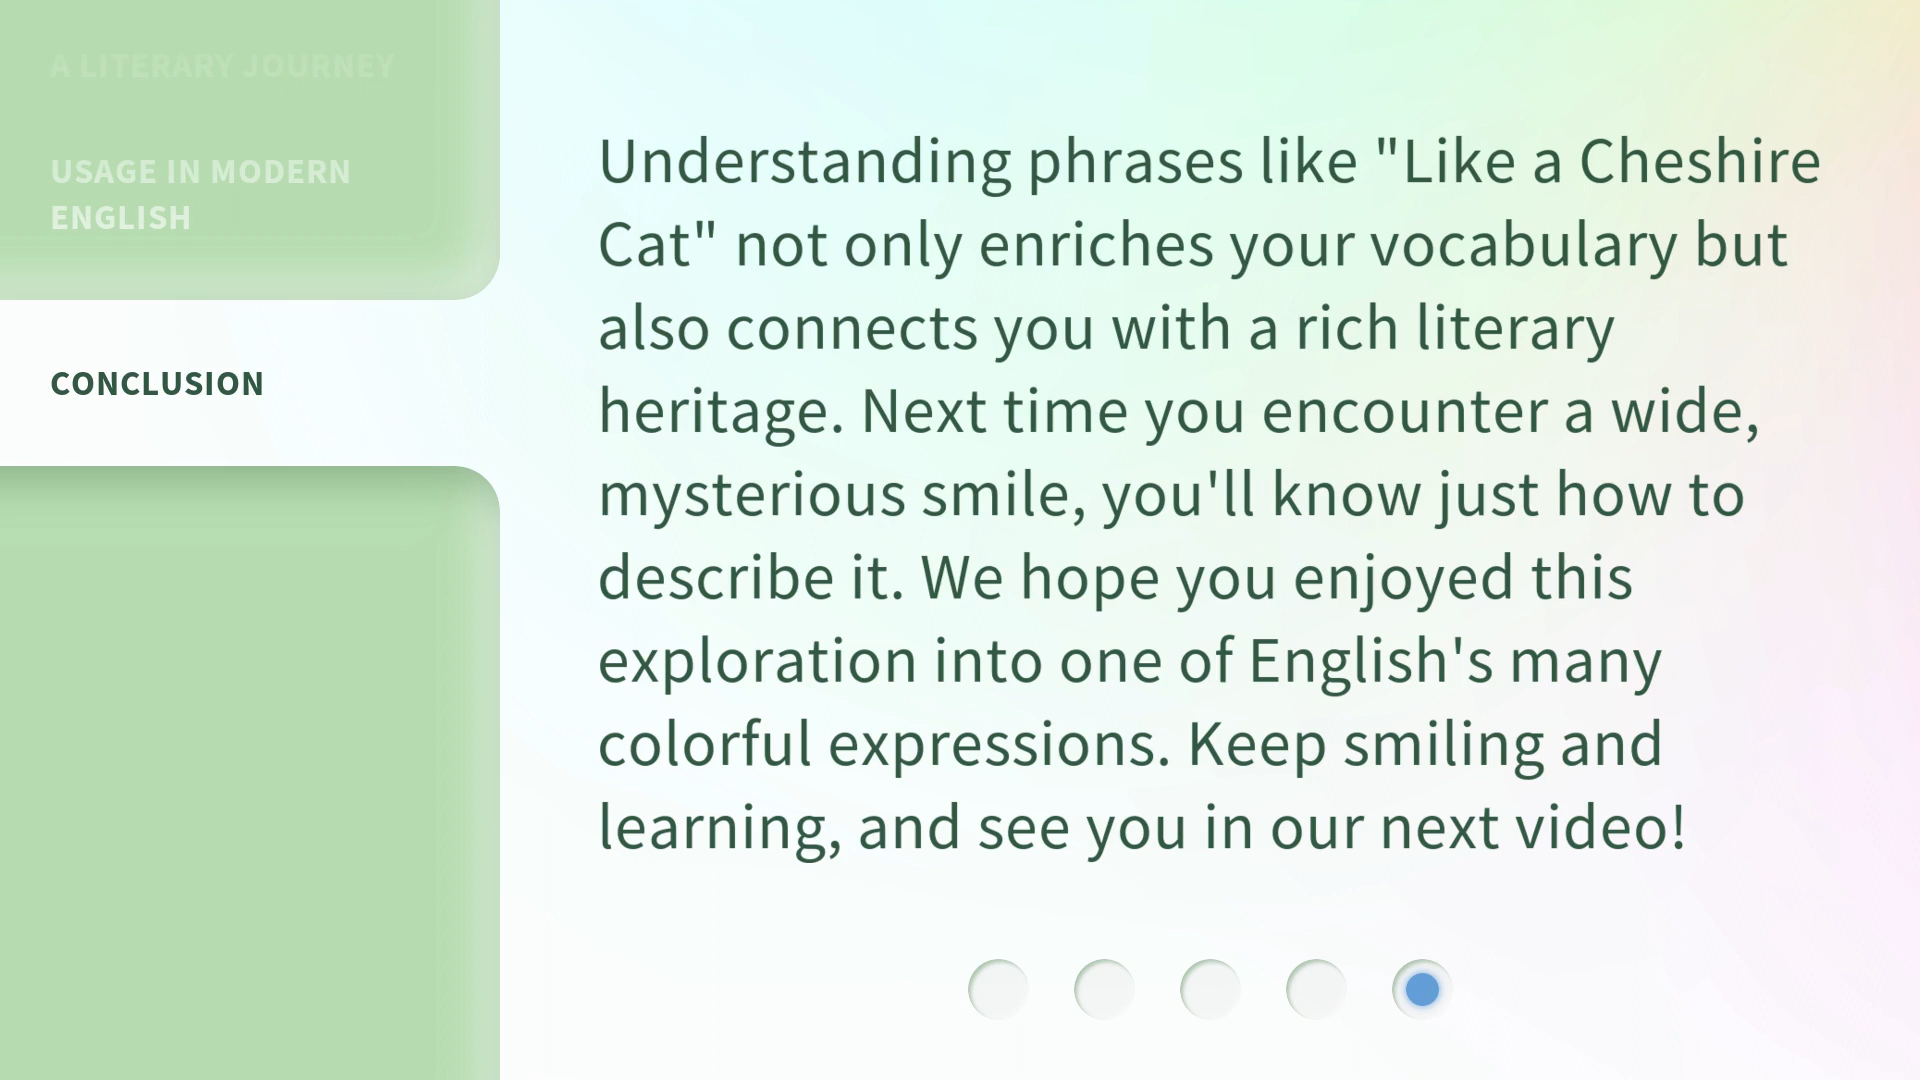 A LITERARY JOURNEY
USAGE IN MODERN
ENGLISH
CONCLUSION
Understanding phrases like "Like a Cheshire
Cat" not only enriches your vocabulary but
also connects you with a rich literary
heritage. Next time you encounter a wide,
mysterious smile, you'll know just how to
describe it. We hope you enjoyed this
exploration into one of English's many
colorful expressions. Keep smiling and
learning, and see you in our next video!